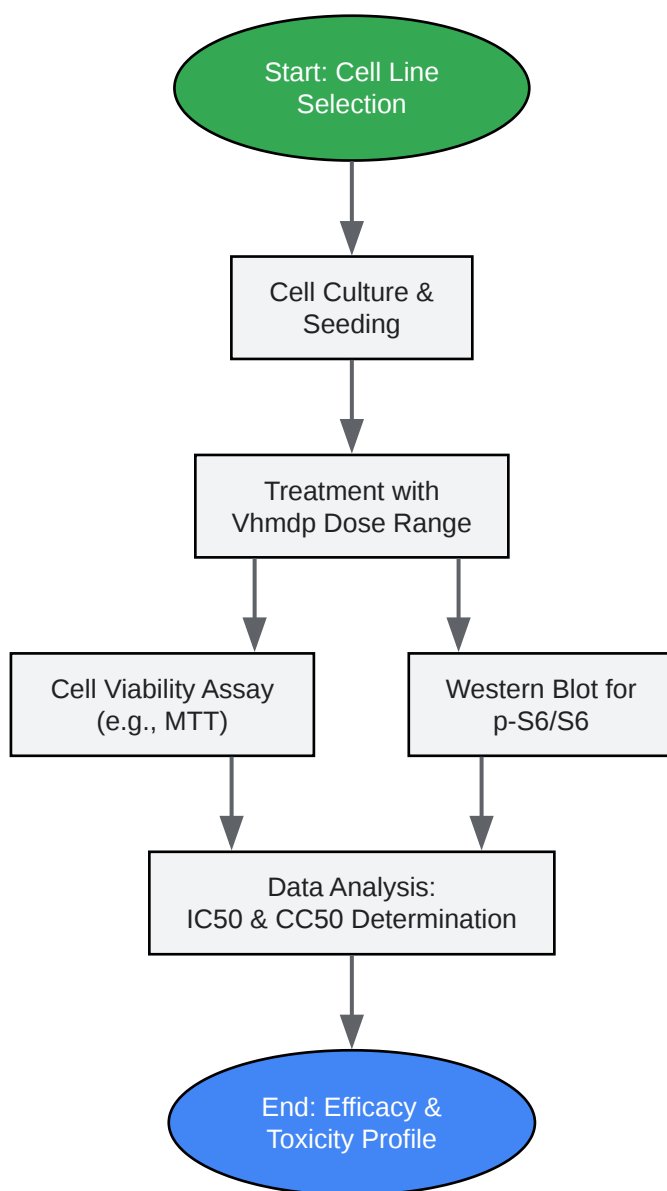 Start: Cell Line
Selection
Cell Culture &
Seeding
Treatment with
Vhmdp Dose Range
Cell Viability Assay
(e.g., MTT)
Western Blot for
p-S6/S6
Data Analysis:
IC50 & CC50 Determination
End: Efficacy &
Toxicity Profile